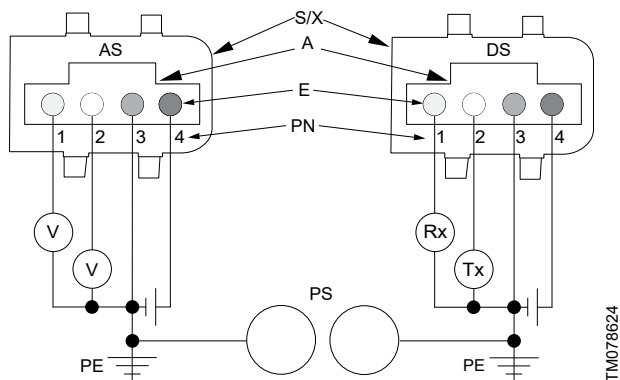 S/X
AS
A
DS
E
1 2 3 4
PN
1 2 3 4
V
Rx
V
Tx
PS
PE
PE
TM078624